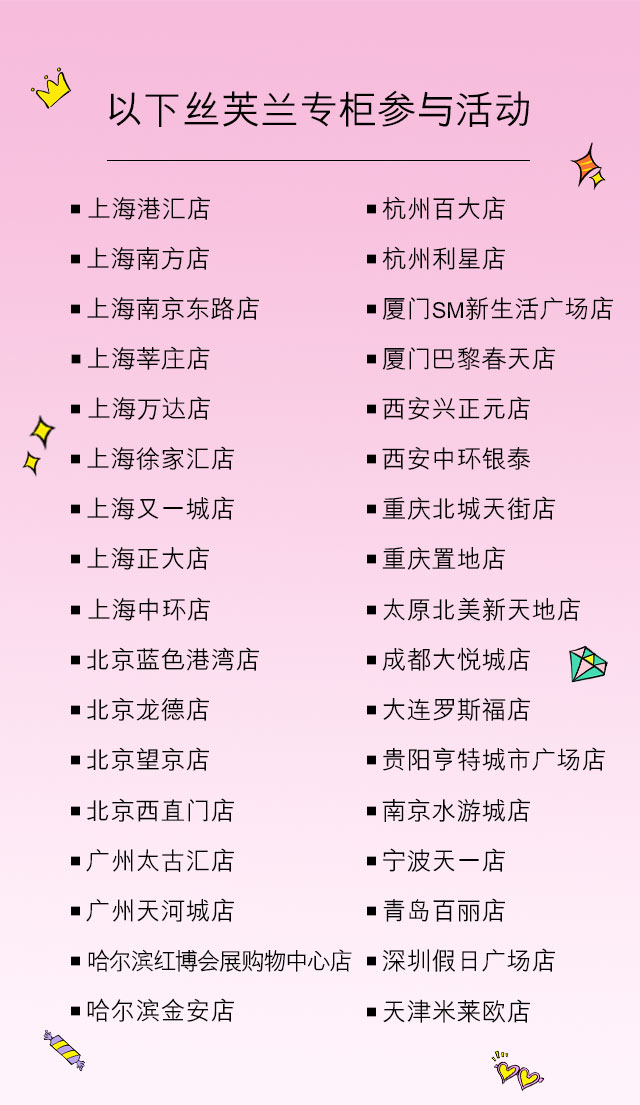 以下丝芙兰专柜参与活动
▪上海港汇店
▪上海南方店
▪上海南京东路店
▪上海莘庄店
▪上海万达店
▪上海徐家汇店
▪上海又一城店
▪上海正大店
▪上海中环店
▪北京蓝色港湾店
▪北京龙德店
▪北京望京店
▪北京西直门店
▪广州太古汇店
▪广州天河城店
▪哈尔滨红博会展购物中心店
▪哈尔滨金安店
▪杭州百大店
▪杭州利星店
▪厦门SM新生活广场店
▪厦门巴黎春天店
▪西安兴正元店
▪西安中环银泰
▪重庆北城天街店
▪重庆置地店
▪太原北美新天地店
▪成都大悦城店
▪大连罗斯福店
▪贵阳亨特城市广场店
▪南京水游城店
▪宁波天一店
▪青岛百丽店
▪深圳假日广场店
▪天津米莱欧店